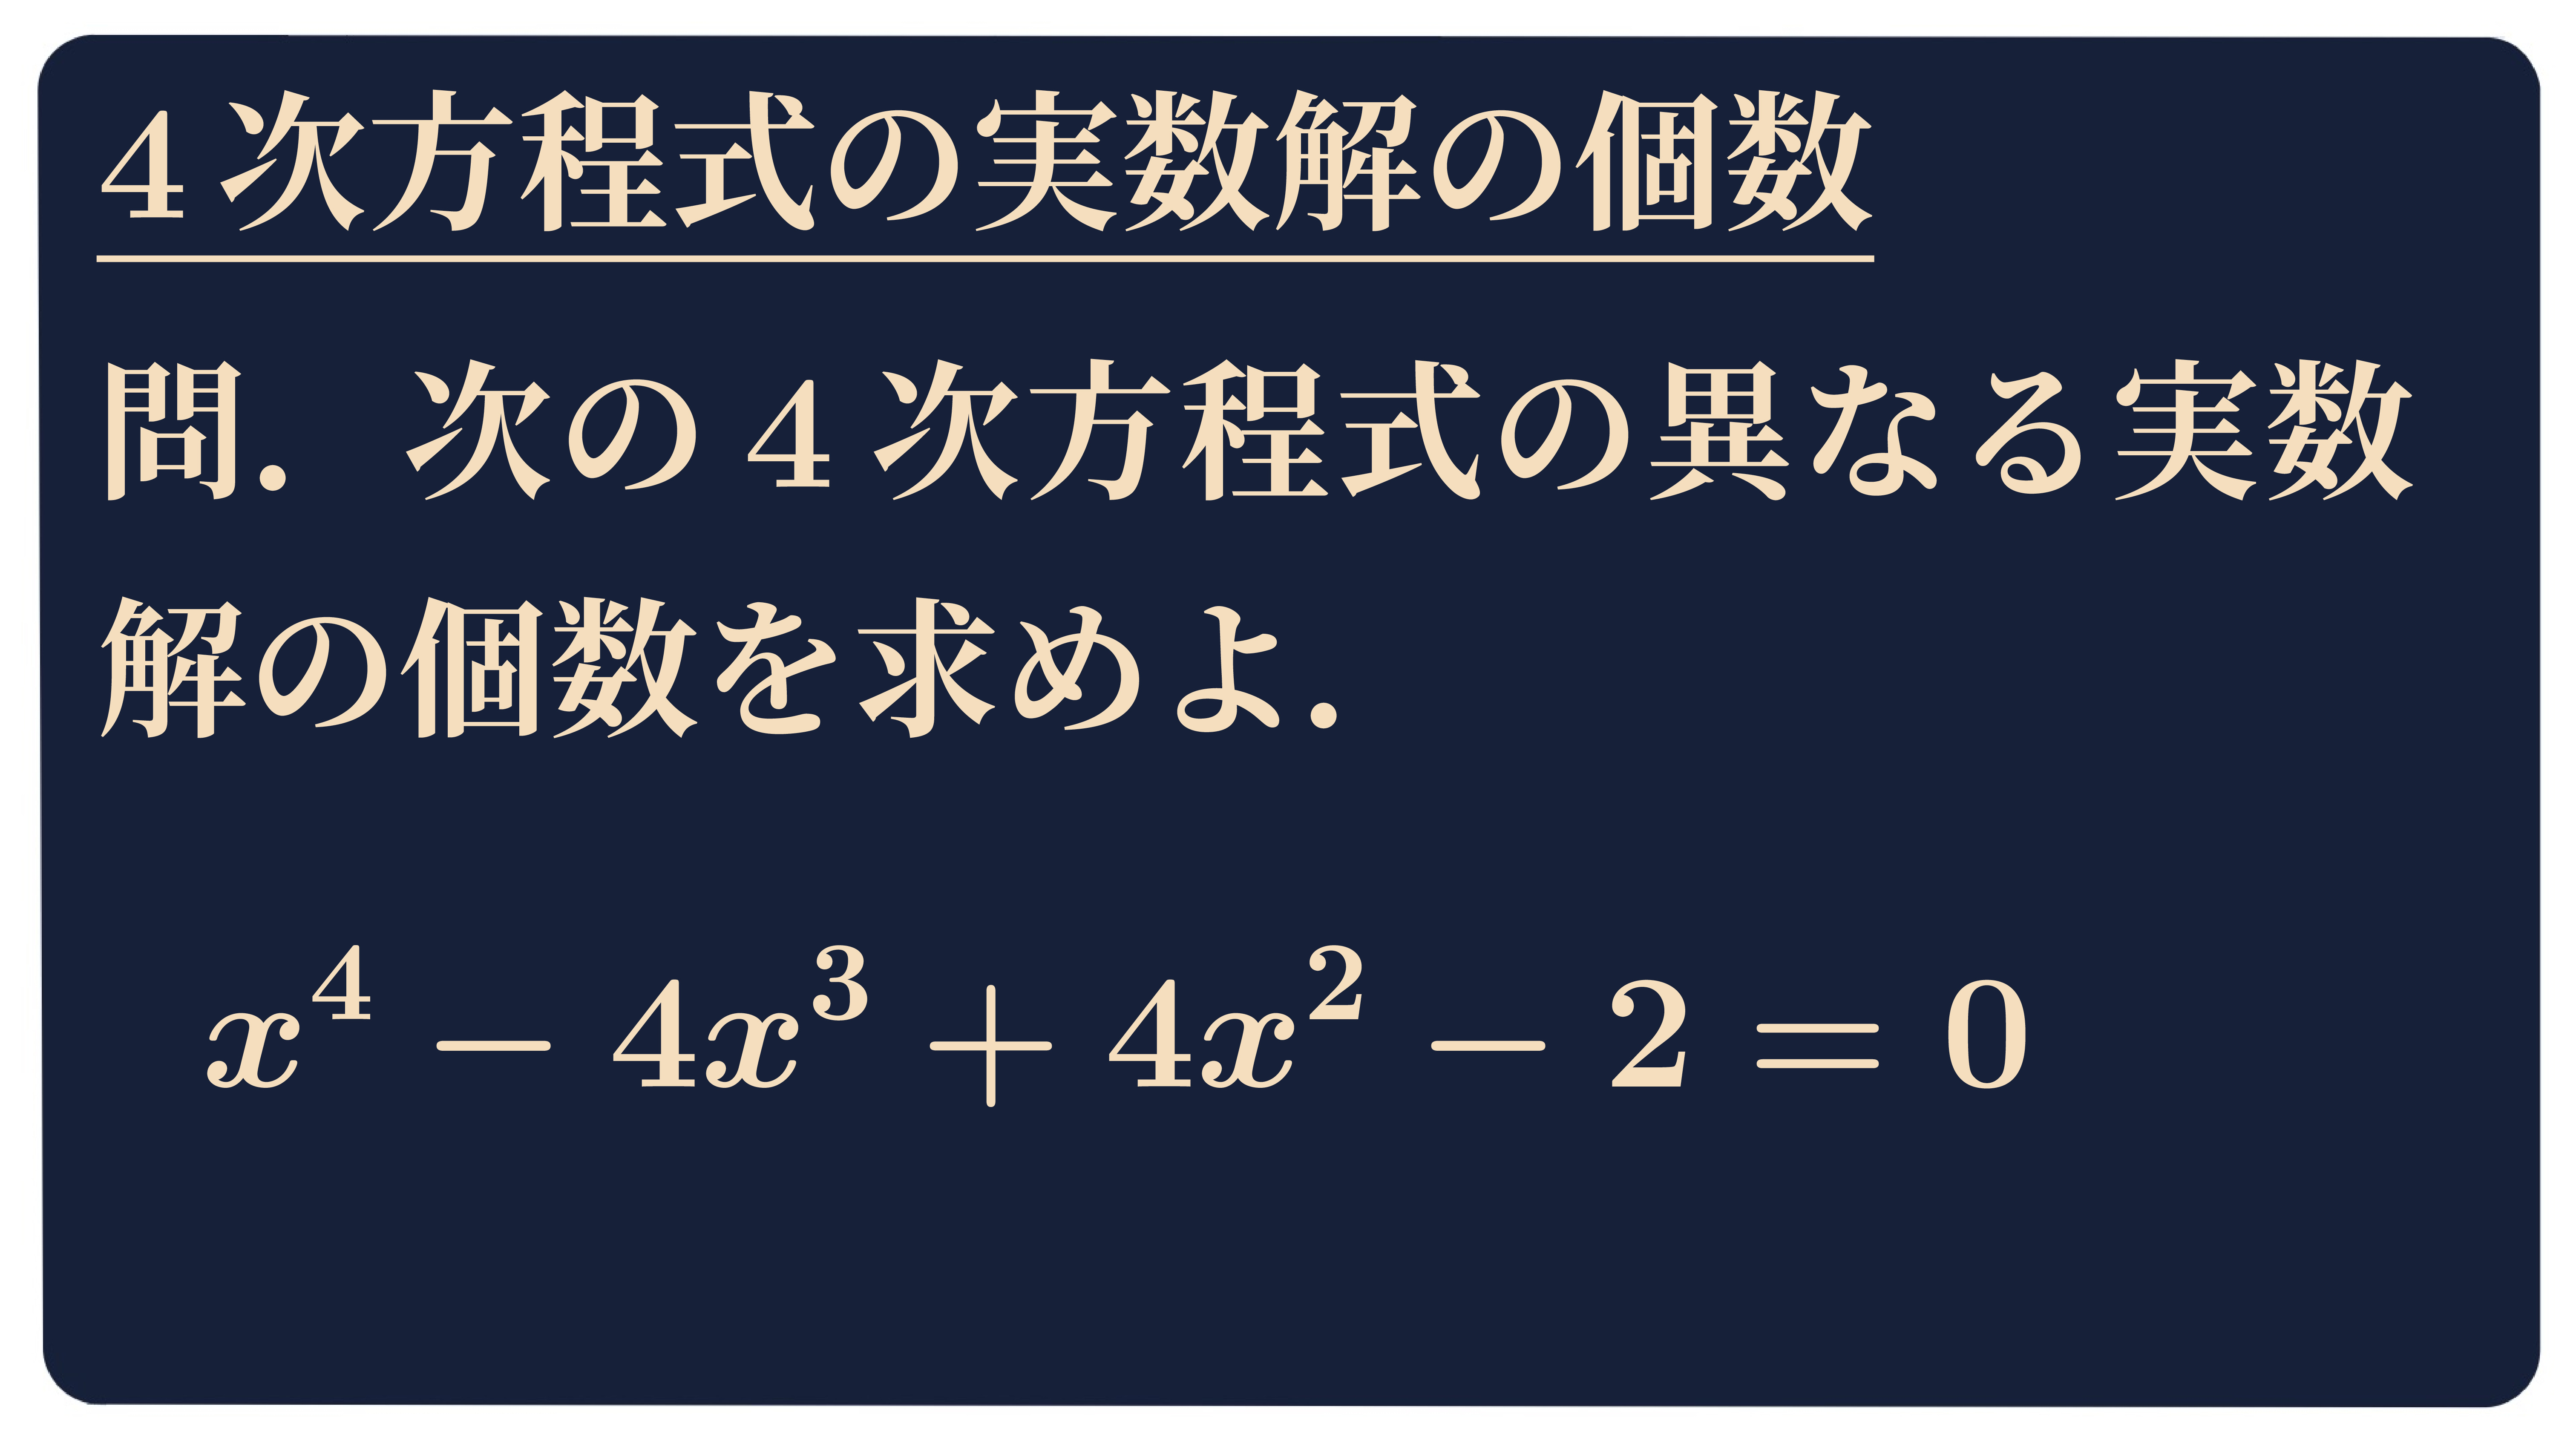 4 次方程式の実数解の個数
問．次の 4 次方程式の異なる実数
解の個数を求めよ．
x⁴ − 4x³ + 4x² − 2 = 0